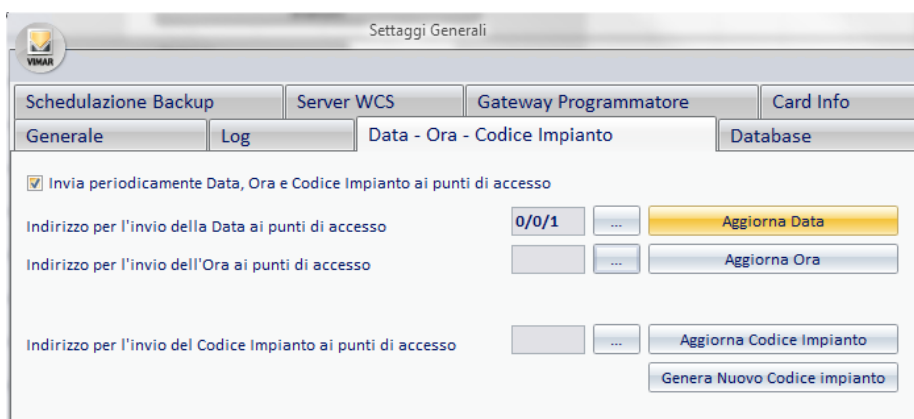 Settaggi Generali
VIMAR
Schedulazione Backup Server WCS Gateway Programmatore Card Info
Generale Log Data - Ora - Codice Impianto Database
Invia periodicamente Data, Ora e Codice Impianto ai punti di accesso
Indirizzo per l'invio della Data ai punti di accesso 0/0/1 ... Aggiorna Data
Indirizzo per l'invio dell'Ora ai punti di accesso ... Aggiorna Ora
Indirizzo per l'invio del Codice Impianto ai punti di accesso ... Aggiorna Codice Impianto
Genera Nuovo Codice impianto